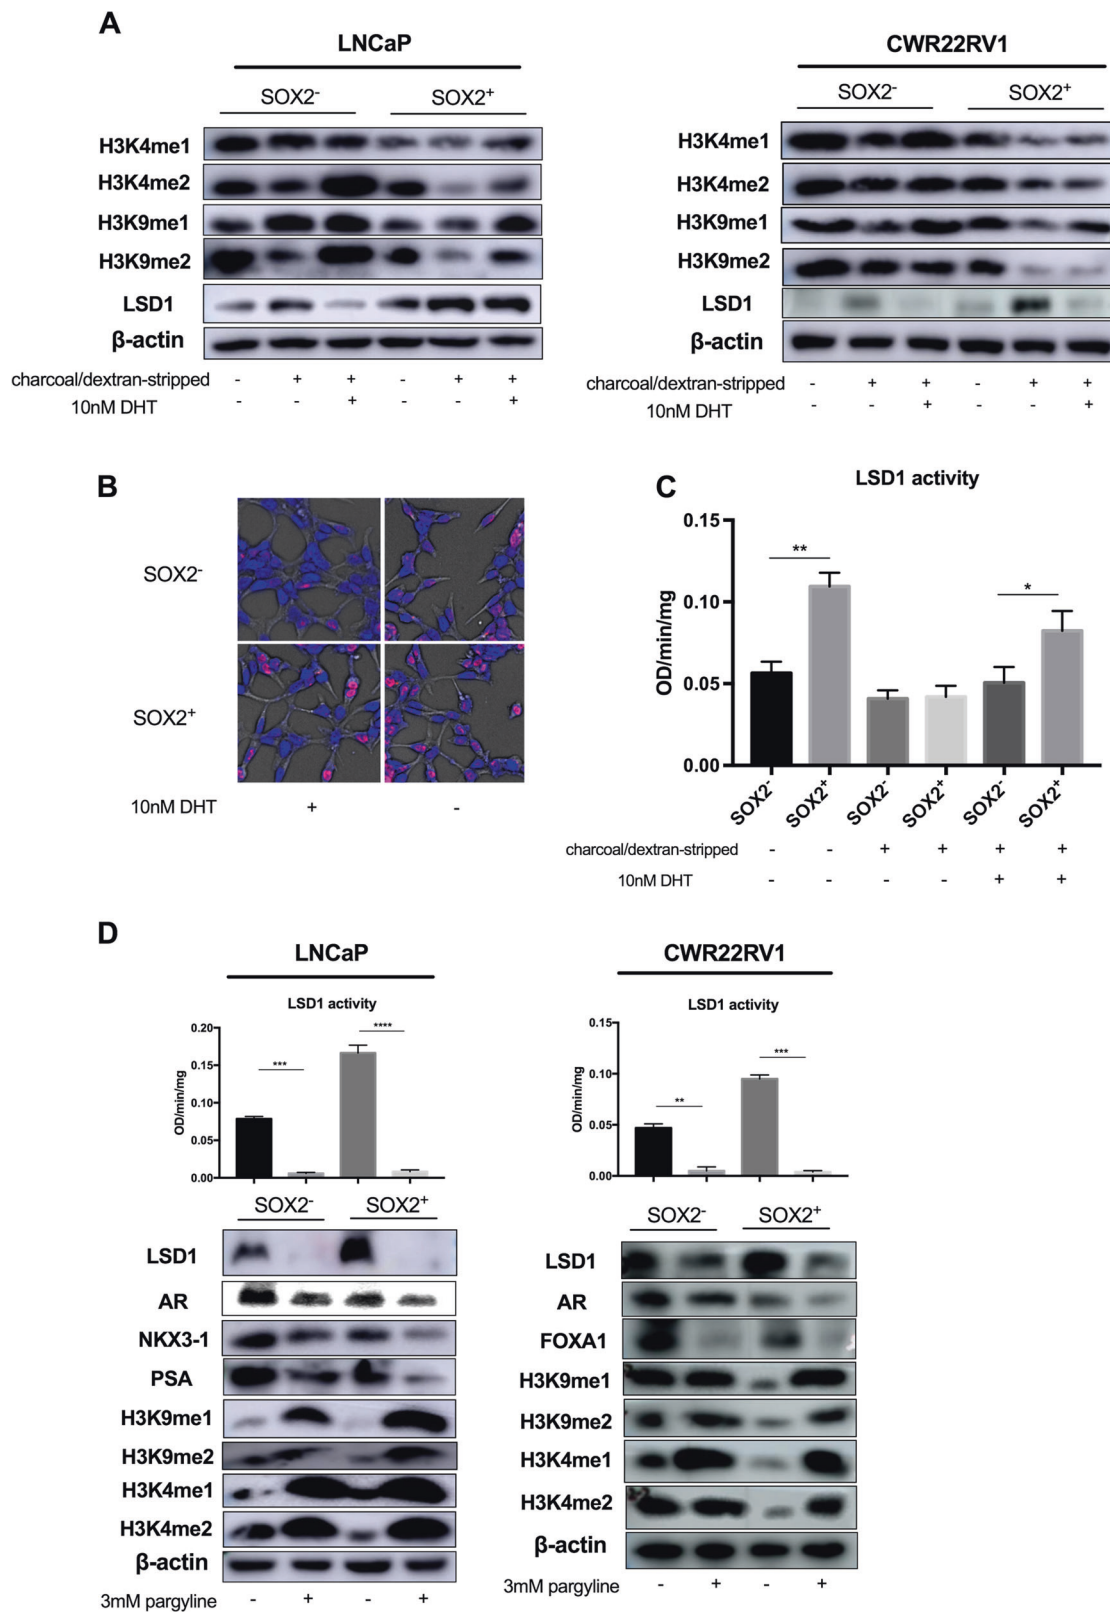 A
LNCaP
SOX2- SOX2+
H3K4me1
H3K4me2
H3K9me1
H3K9me2
LSD1
β-actin
charcoal/dextran-stripped - + + - + +
10nM DHT - - + - - +
CWR22RV1
SOX2- SOX2+
H3K4me1
H3K4me2
H3K9me1
H3K9me2
LSD1
β-actin
charcoal/dextran-stripped - + + - + +
10nM DHT - - + - - +
B
SOX2-
SOX2+
10nM DHT + -
C
LSD1 activity
OD/min/mg
0.15
0.10
0.05
0.00
** *
SOX2- SOX2+ SOX2- SOX2+ SOX2- SOX2+
charcoal/dextran-stripped - - + + + +
10nM DHT - - - - + +
D
LNCaP
LSD1 activity
OD/min/mg
0.20
0.15
0.10
0.05
0.00
*** ****
SOX2- SOX2+
LSD1
AR
NKX3-1
PSA
H3K9me1
H3K9me2
H3K4me1
H3K4me2
β-actin
3mM pargyline - + - +
CWR22RV1
LSD1 activity
OD/min/mg
0.15
0.10
0.05
0.00
** ***
SOX2- SOX2+
LSD1
AR
FOXA1
H3K9me1
H3K9me2
H3K4me1
H3K4me2
β-actin
3mM pargyline - + - +